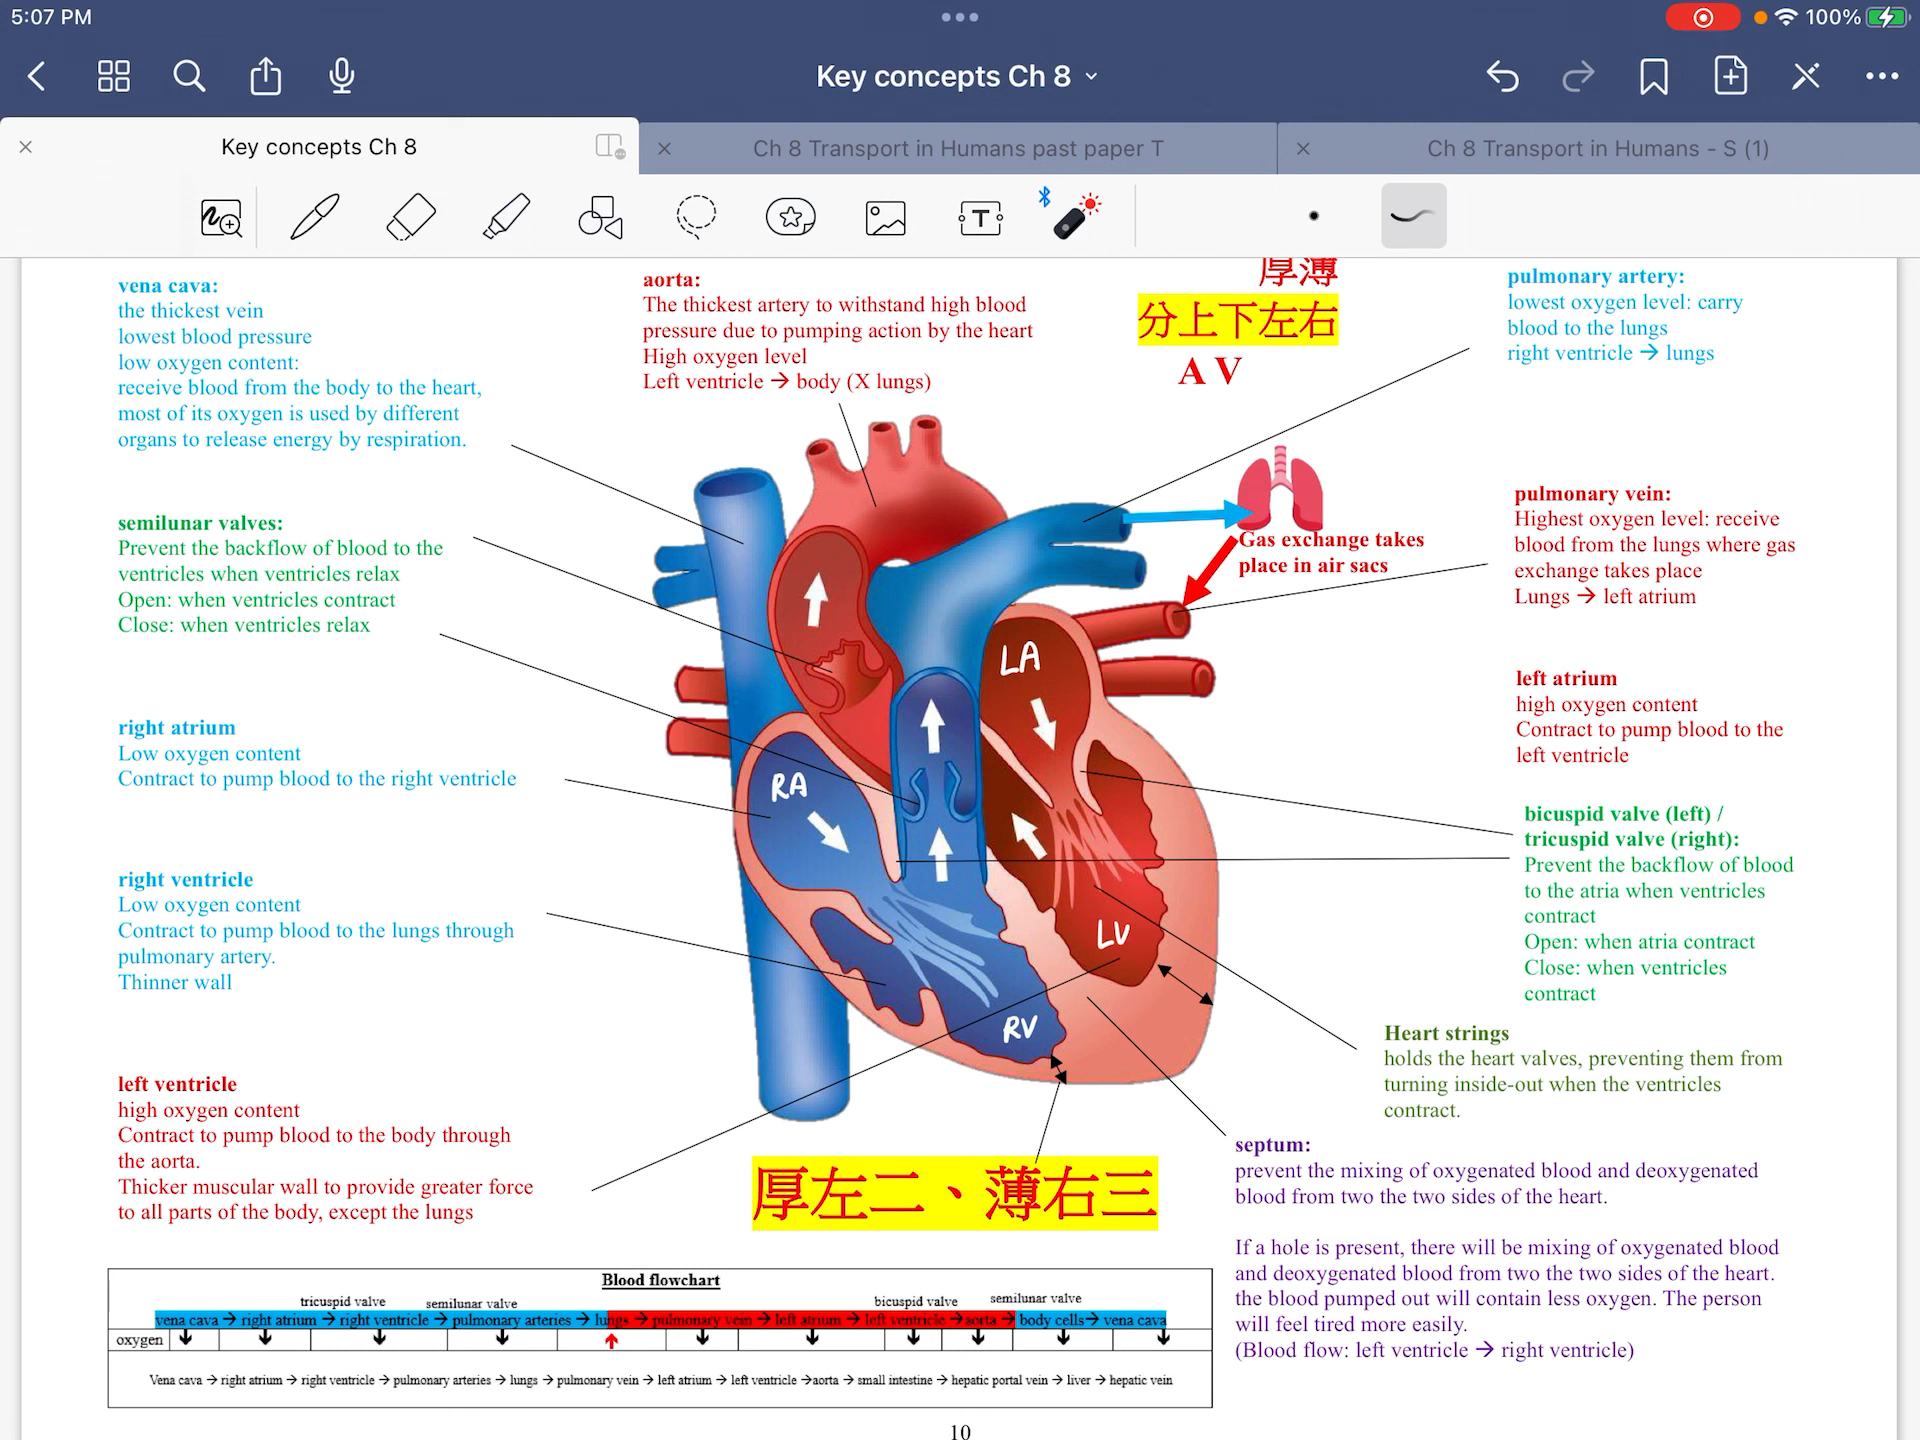 5:07 PM
100%
Key concepts Ch 8
Key concepts Ch 8
Ch 8 Transport in Humans past paper T
Ch 8 Transport in Humans - S (1)
vena cava:
the thickest vein
lowest blood pressure
low oxygen content:
receive blood from the body to the heart,
most of its oxygen is used by different
organs to release energy by respiration.
aorta:
The thickest artery to withstand high blood
pressure due to pumping action by the heart
High oxygen level
Left ventricle → body (X lungs)
厚薄
分上下左右
A V
pulmonary artery:
lowest oxygen level: carry
blood to the lungs
right ventricle → lungs
semilunar valves:
Prevent the backflow of blood to the
ventricles when ventricles relax
Open: when ventricles contract
Close: when ventricles relax
Gas exchange takes
place in air sacs
pulmonary vein:
Highest oxygen level: receive
blood from the lungs where gas
exchange takes place
Lungs → left atrium
LA
left atrium
high oxygen content
Contract to pump blood to the
left ventricle
right atrium
Low oxygen content
Contract to pump blood to the right ventricle
RA
bicuspid valve (left) /
tricuspid valve (right):
Prevent the backflow of blood
to the atria when ventricles
contract
Open: when atria contract
Close: when ventricles
contract
right ventricle
Low oxygen content
Contract to pump blood to the lungs through
pulmonary artery.
Thinner wall
LV
RV
Heart strings
holds the heart valves, preventing them from
turning inside-out when the ventricles
contract.
left ventricle
high oxygen content
Contract to pump blood to the body through
the aorta.
Thicker muscular wall to provide greater force
to all parts of the body, except the lungs
厚左二、薄右三
septum:
prevent the mixing of oxygenated blood and deoxygenated
blood from two the two sides of the heart.
If a hole is present, there will be mixing of oxygenated blood
and deoxygenated blood from two the two sides of the heart.
the blood pumped out will contain less oxygen. The person
will feel tired more easily.
(Blood flow: left ventricle → right ventricle)
Blood flowchart
tricuspid valve semilunar valve bicuspid valve semilunar valve
vena cava → right atrium → right ventricle → pulmonary arteries → lungs → pulmonary vein → left atrium → left ventricle → aorta → body cells → vena cava
oxygen ↓ ↓ ↓ ↓ ↑ ↓ ↓ ↓ ↓ ↓ ↓
Vena cava → right atrium → right ventricle → pulmonary arteries → lungs → pulmonary vein → left atrium → left ventricle → aorta → small intestine → hepatic portal vein → liver → hepatic vein
10